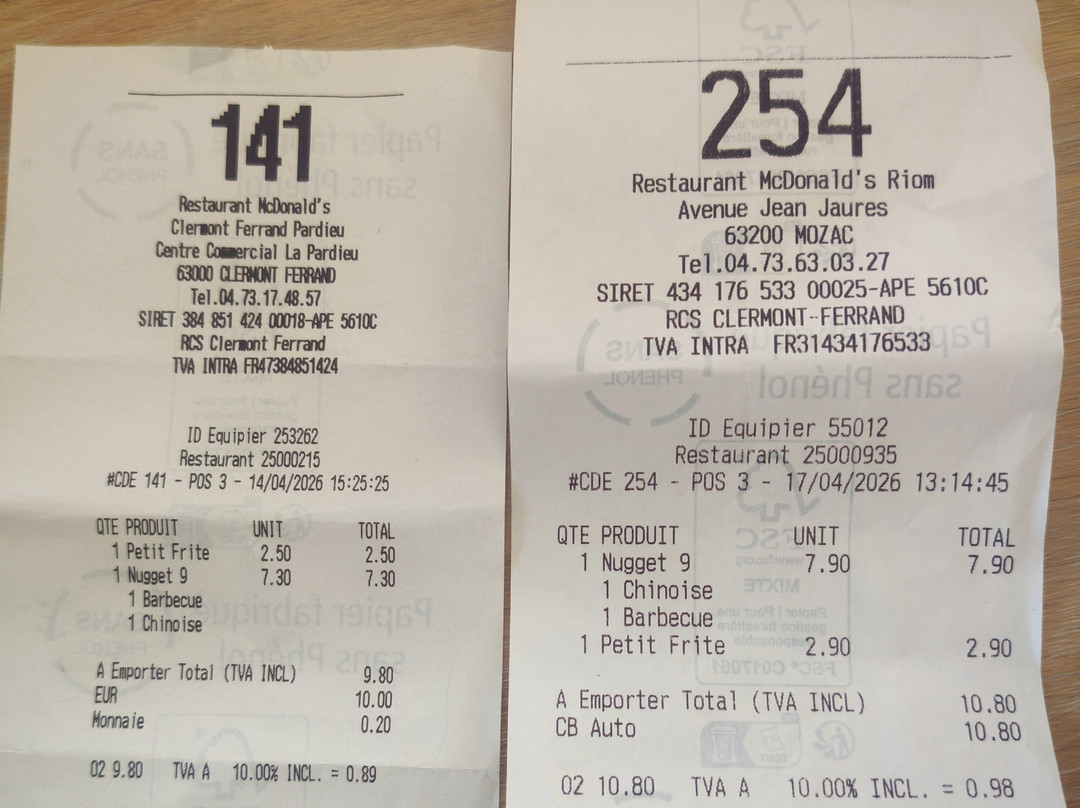 141
Restaurant McDonald's
Clermont Ferrand Pardieu
Centre Commercial La Pardieu
63000 CLERMONT FERRAND
Tel.04.73.17.48.57
SIRET 384 851 424 00018-APE 5610C
RCS Clermont Ferrand
TVA INTRA FR47384851424
ID Equipier 253262
Restaurant 25000215
#CDE 141 - POS 3 - 14/04/2026 15:25:25
QTE PRODUIT UNIT TOTAL
1 Petit Frite 2.50 2.50
1 Nugget 9 7.30 7.30
1 Barbecue
1 Chinoise
A Emporter Total (TVA INCL) 9.80
EUR 10.00
Monnaie 0.20
02 9.80 TVA A 10.00% INCL. = 0.89
254
Restaurant McDonald's Riom
Avenue Jean Jaures
63200 MOZAC
Tel.04.73.63.03.27
SIRET 434 176 533 00025-APE 5610C
RCS CLERMONT-FERRAND
TVA INTRA FR31434176533
ID Equipier 55012
Restaurant 25000935
#CDE 254 - POS 3 - 17/04/2026 13:14:45
QTE PRODUIT UNIT TOTAL
1 Nugget 9 7.90 7.90
1 Chinoise
1 Barbecue
1 Petit Frite 2.90 2.90
A Emporter Total (TVA INCL) 10.80
CB Auto 10.80
02 10.80 TVA A 10.00% INCL. = 0.98